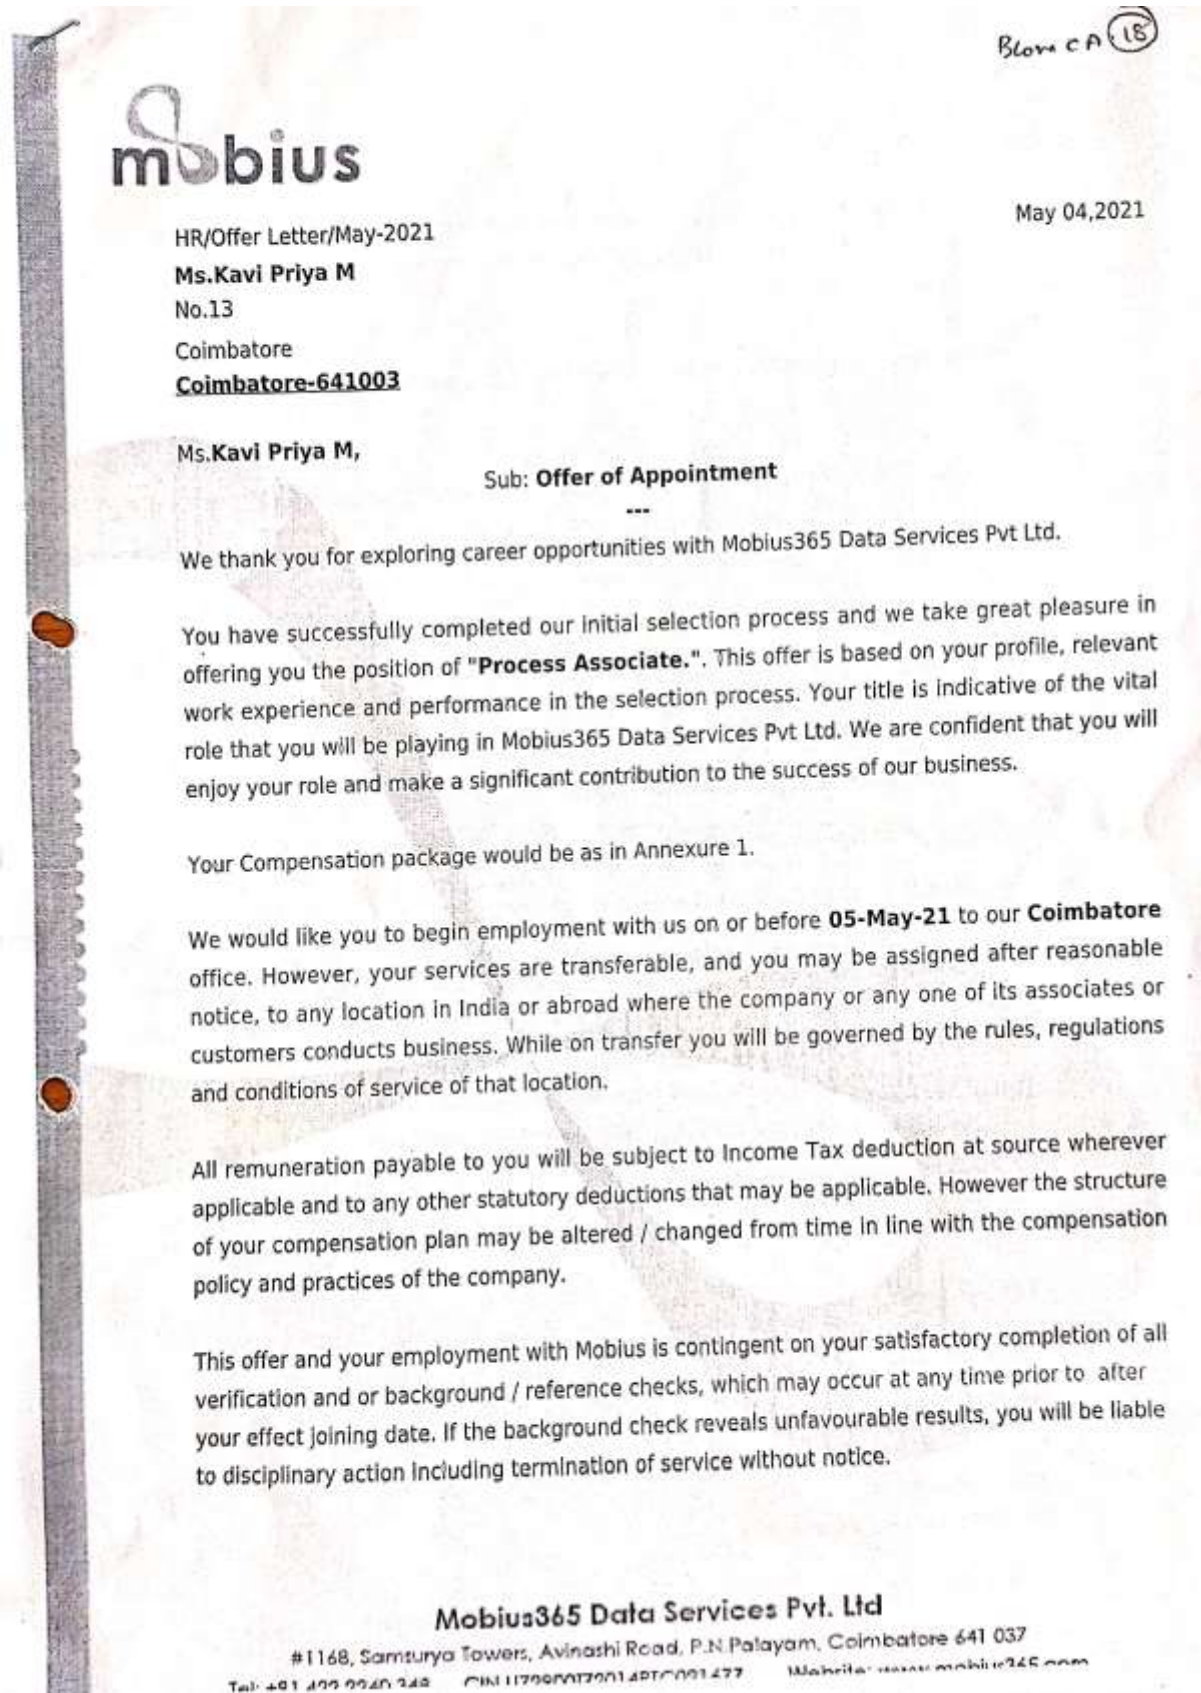 CA 18
mobius
May 04,2021
HR/Offer Letter/May-2021
Ms.Kavi Priya M
No.13
Coimbatore
Coimbatore-641003
Ms.Kavi Priya M,
Sub: Offer of Appointment
---
We thank you for exploring career opportunities with Mobius365 Data Services Pvt Ltd.
You have successfully completed our initial selection process and we take great pleasure in
offering you the position of "Process Associate.". This offer is based on your profile, relevant
work experience and performance in the selection process. Your title is indicative of the vital
role that you will be playing in Mobius365 Data Services Pvt Ltd. We are confident that you will
enjoy your role and make a significant contribution to the success of our business.
Your Compensation package would be as in Annexure 1.
We would like you to begin employment with us on or before 05-May-21 to our Coimbatore
office. However, your services are transferable, and you may be assigned after reasonable
notice, to any location in India or abroad where the company or any one of its associates or
customers conducts business. While on transfer you will be governed by the rules, regulations
and conditions of service of that location.
All remuneration payable to you will be subject to Income Tax deduction at source wherever
applicable and to any other statutory deductions that may be applicable. However the structure
of your compensation plan may be altered / changed from time in line with the compensation
policy and practices of the company.
This offer and your employment with Mobius is contingent on your satisfactory completion of all
verification and or background / reference checks, which may occur at any time prior to after
your effect joining date. If the background check reveals unfavourable results, you will be liable
to disciplinary action including termination of service without notice.
Mobius365 Data Services Pvt. Ltd
#1168, Samsurya Towers, Avinashi Road, P.N.Palayam, Coimbatore 641 037
Tel: +91 422 CIN Website: www.mobius365.com